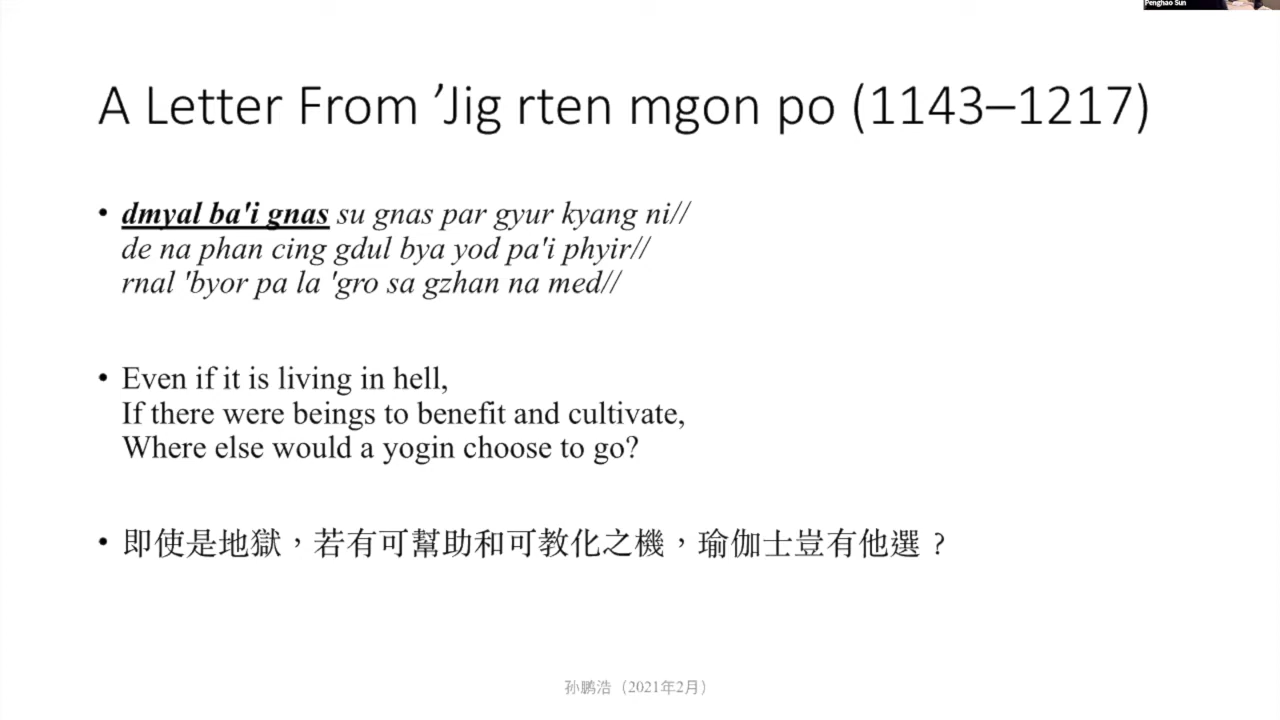 Penghao Sun
A Letter From ’Jig rten mgon po (1143–1217)
• dmyal ba'i gnas su gnas par gyur kyang ni//
de na phan cing gdul bya yod pa'i phyir//
rnal 'byor pa la 'gro sa gzhan na med//
• Even if it is living in hell,
If there were beings to benefit and cultivate,
Where else would a yogin choose to go?
• 即使是地獄，若有可幫助和可教化之機，瑜伽士豈有他選？
孙鹏浩（2021年2月）